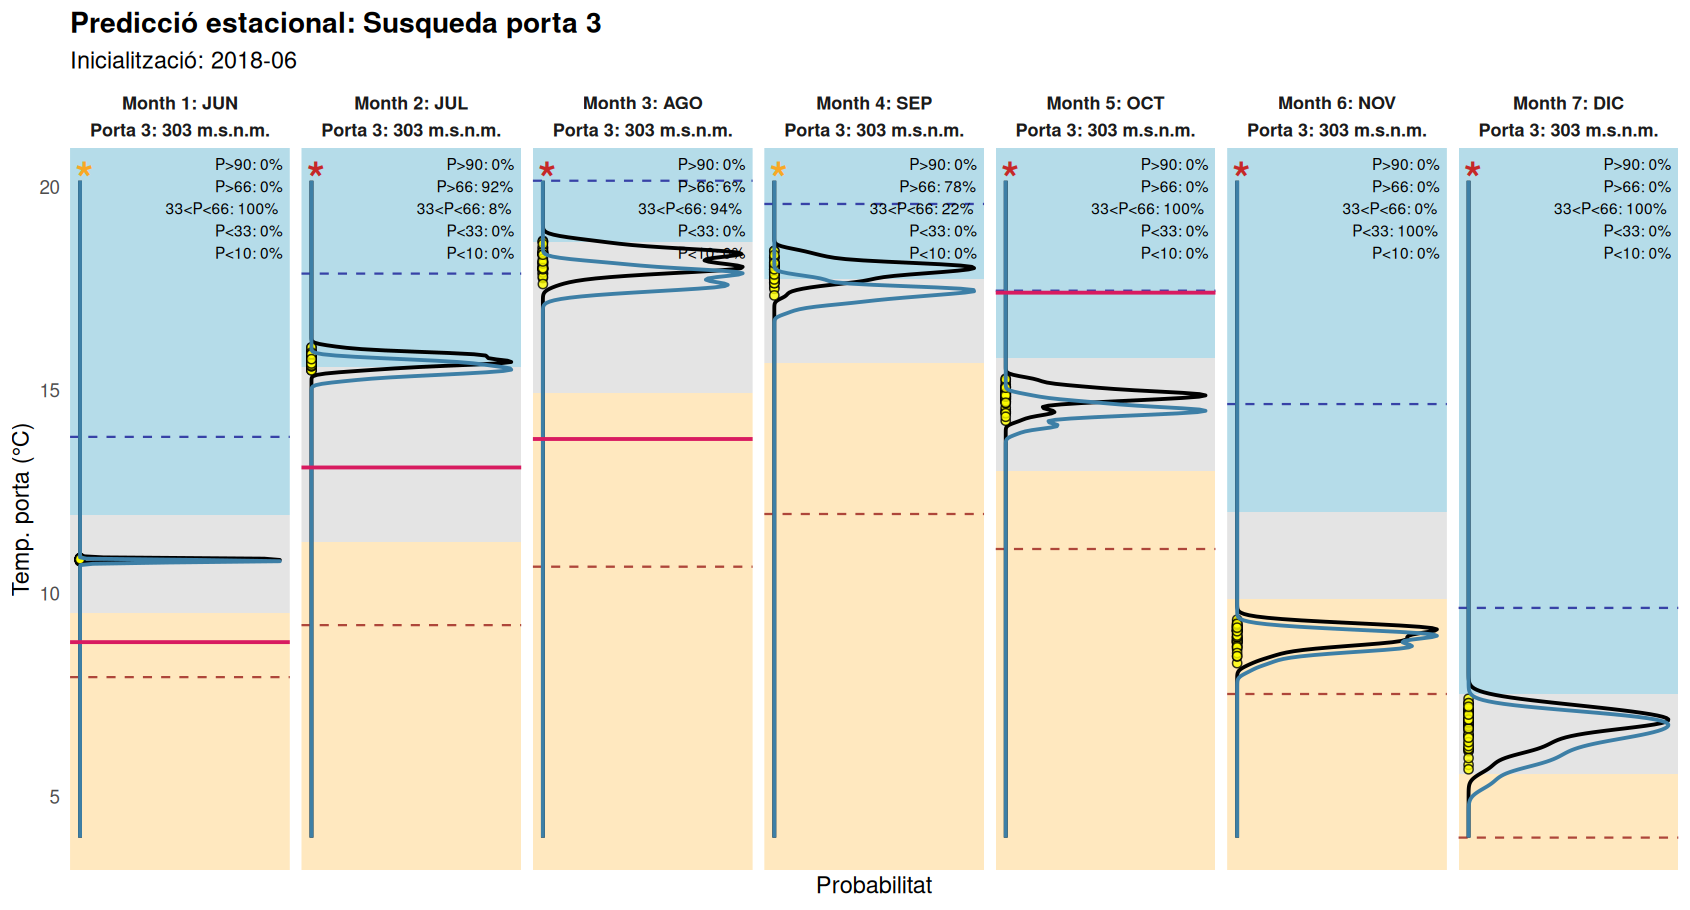 Predicció estacional: Susqueda porta 3
Inicialització: 2018-06
Month 1: JUN
Porta 3: 303 m.s.n.m.
Month 2: JUL
Porta 3: 303 m.s.n.m.
Month 3: AGO
Porta 3: 303 m.s.n.m.
Month 4: SEP
Porta 3: 303 m.s.n.m.
Month 5: OCT
Porta 3: 303 m.s.n.m.
Month 6: NOV
Porta 3: 303 m.s.n.m.
Month 7: DIC
Porta 3: 303 m.s.n.m.
*
P>90: 0%
P>66: 0%
33<P<66: 100%
P<33: 0%
P<10: 0%
*
P>90: 0%
P>66: 92%
33<P<66: 8%
P<33: 0%
P<10: 0%
*
P>90: 0%
P>66: 6%
33<P<66: 94%
P<33: 0%
P<10: 0%
*
P>90: 0%
P>66: 78%
33<P<66: 22%
P<33: 0%
P<10: 0%
*
P>90: 0%
P>66: 0%
33<P<66: 100%
P<33: 0%
P<10: 0%
*
P>90: 0%
P>66: 0%
33<P<66: 0%
P<33: 100%
P<10: 0%
*
P>90: 0%
P>66: 0%
33<P<66: 100%
P<33: 0%
P<10: 0%
20
15
10
5
Temp. porta (°C)
Probabilitat